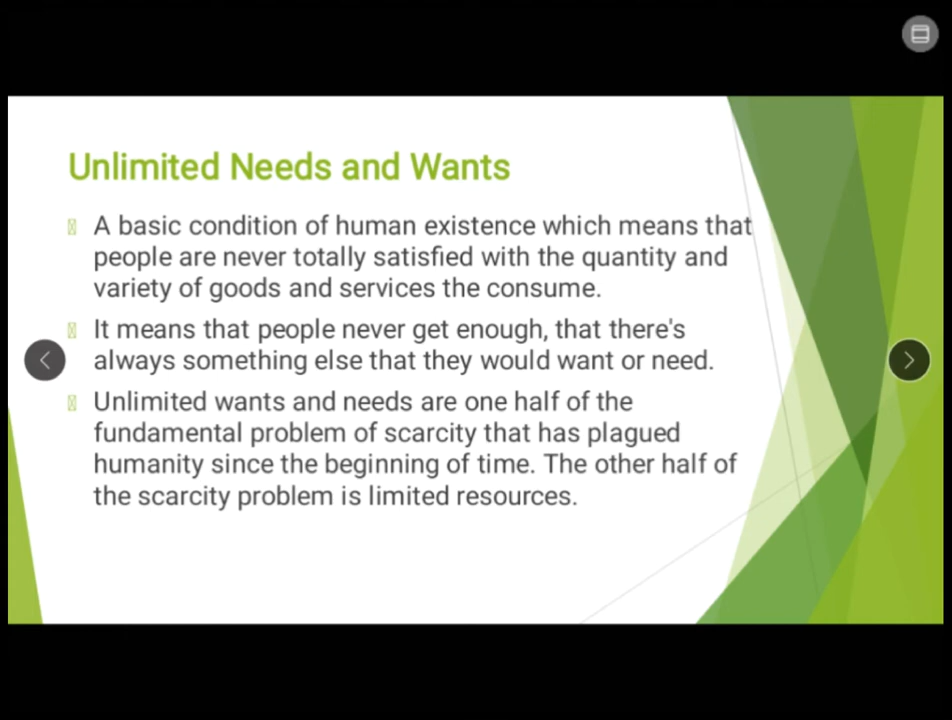 Unlimited Needs and Wants
A basic condition of human existence which means that
people are never totally satisfied with the quantity and
variety of goods and services the consume.
It means that people never get enough, that there's
always something else that they would want or need.
Unlimited wants and needs are one half of the
fundamental problem of scarcity that has plagued
humanity since the beginning of time. The other half of
the scarcity problem is limited resources.